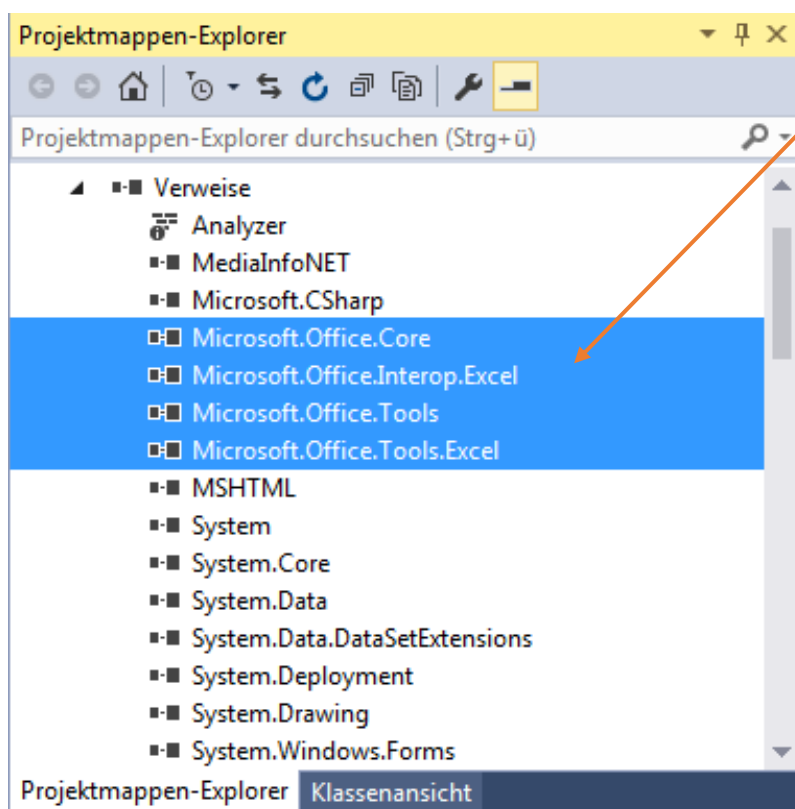 Projektmappen-Explorer
Projektmappen-Explorer durchsuchen (Strg+ü)
Verweise
Analyzer
MediaInfoNET
Microsoft.CSharp
Microsoft.Office.Core
Microsoft.Office.Interop.Excel
Microsoft.Office.Tools
Microsoft.Office.Tools.Excel
MSHTML
System
System.Core
System.Data
System.Data.DataSetExtensions
System.Deployment
System.Drawing
System.Windows.Forms
Projektmappen-Explorer Klassenansicht